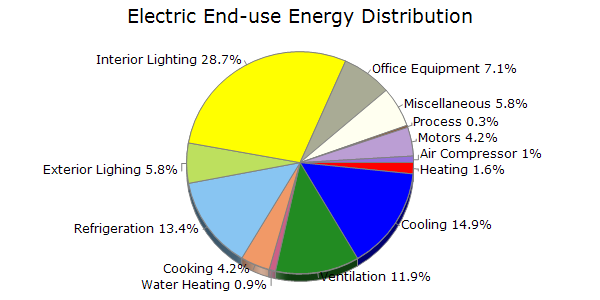 Electric End-use Energy Distribution
Interior Lighting 28.7%
Office Equipment 7.1%
Miscellaneous 5.8%
Process 0.3%
Motors 4.2%
Air Compressor 1%
Heating 1.6%
Exterior Lighing 5.8%
Cooling 14.9%
Refrigeration 13.4%
Cooking 4.2%
Ventilation 11.9%
Water Heating 0.9%